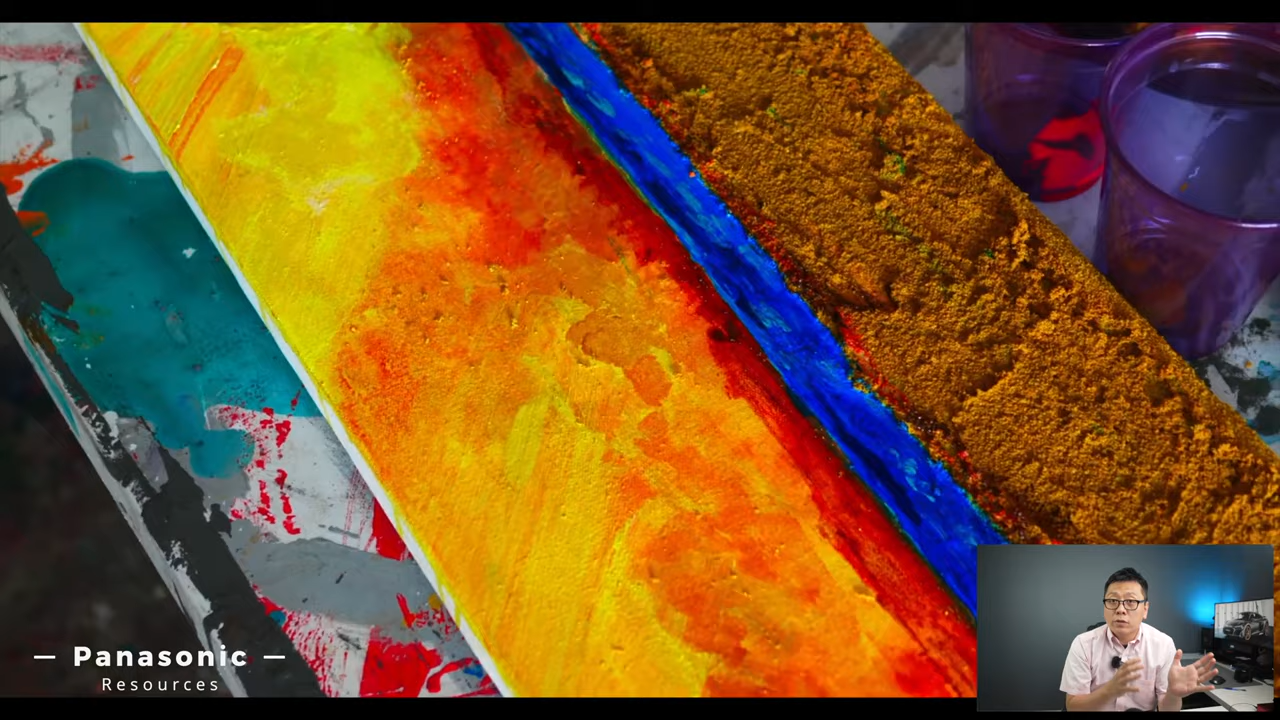 — Panasonic —
Resources